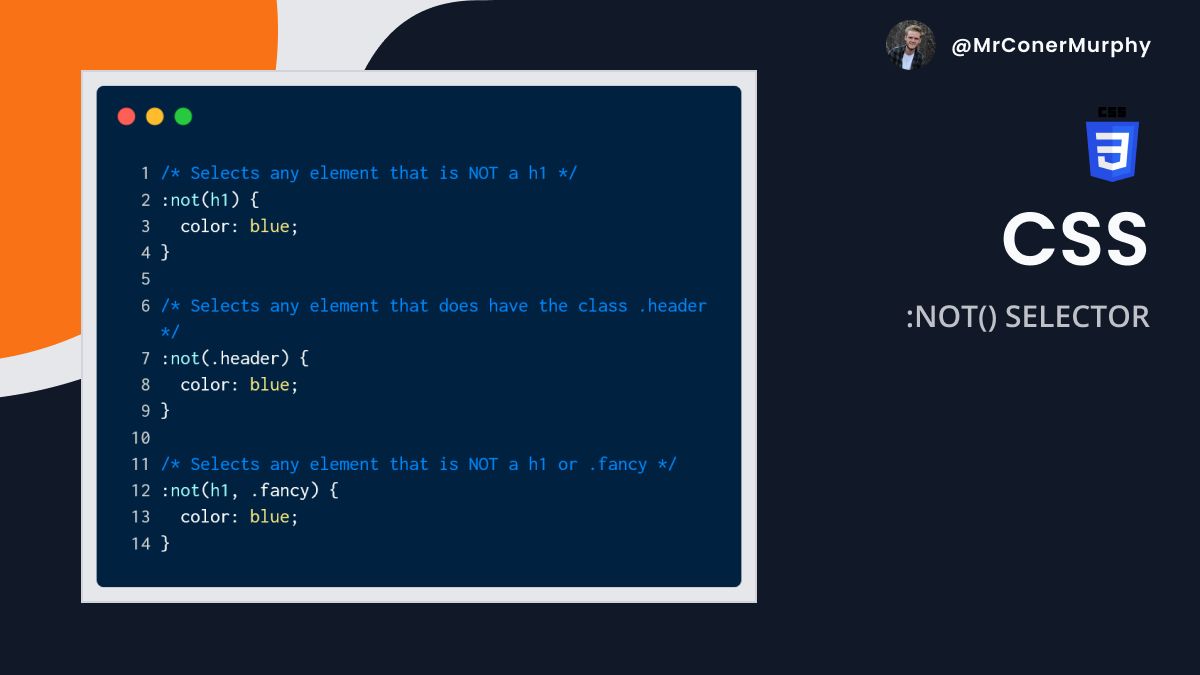 @MrConerMurphy
CSS
CSS
:NOT() SELECTOR
1 /* Selects any element that is NOT a h1 */
2 :not(h1) {
3   color: blue;
4 }
5
6 /* Selects any element that does have the class .header
*/
7 :not(.header) {
8   color: blue;
9 }
10
11 /* Selects any element that is NOT a h1 or .fancy */
12 :not(h1, .fancy) {
13   color: blue;
14 }